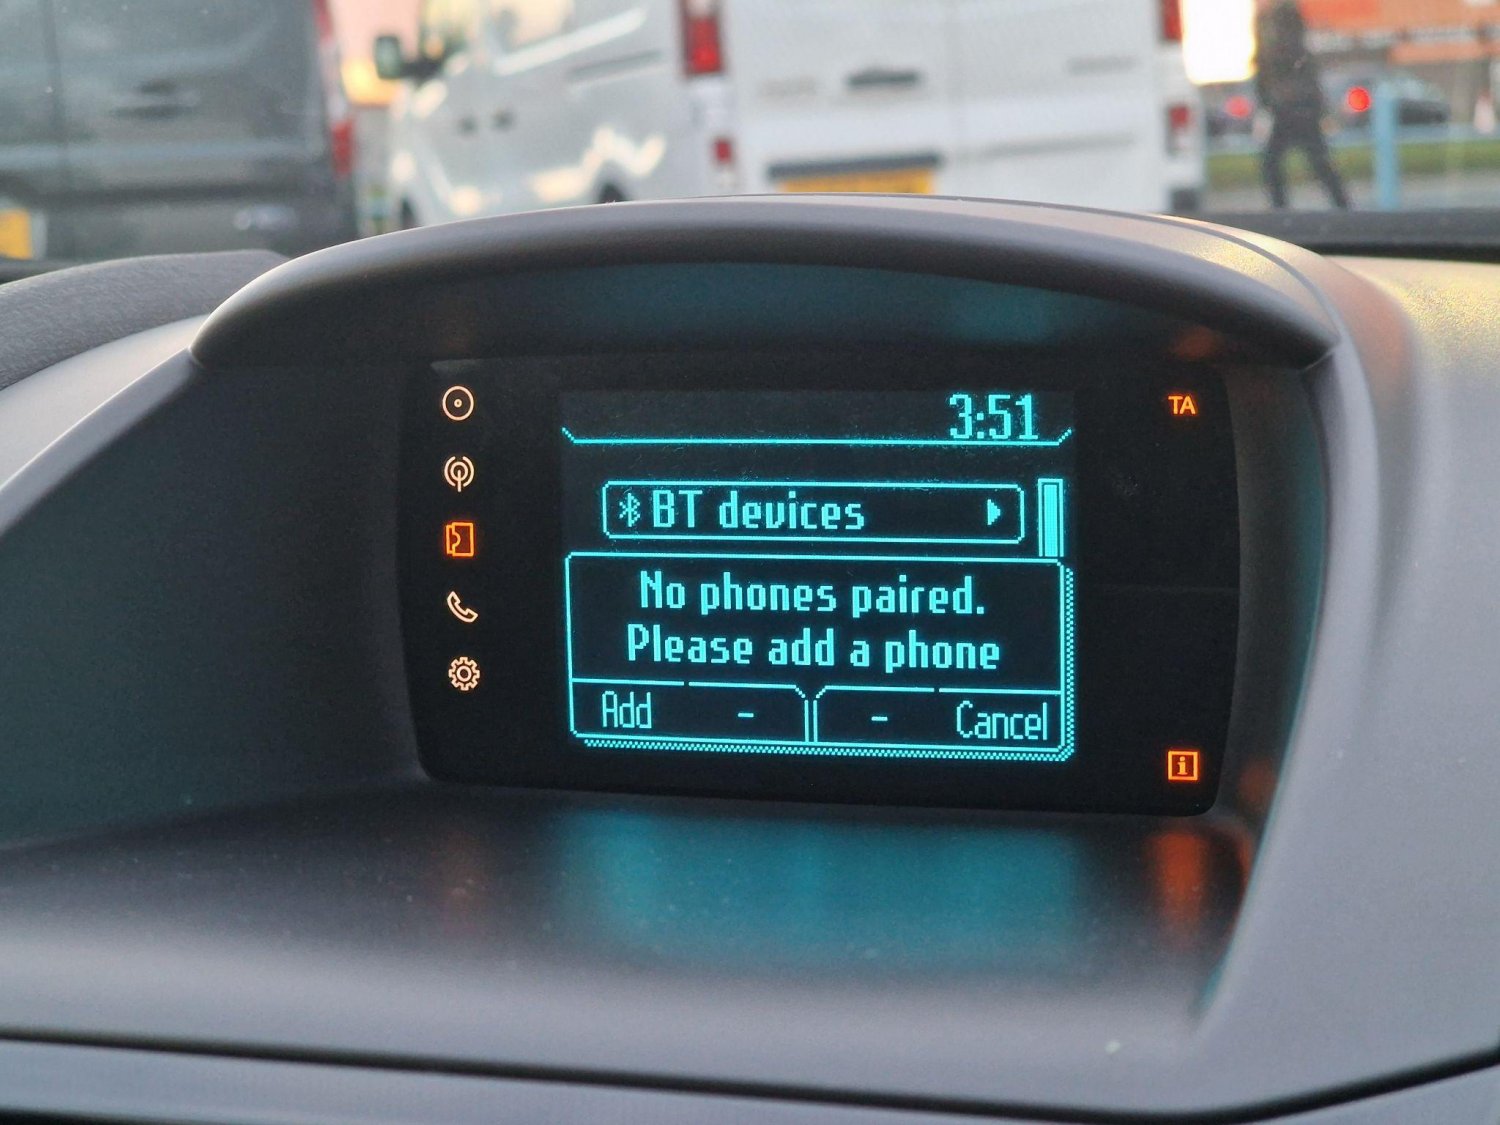 3:51
TA
BT devices
No phones paired.
Please add a phone
Add - - Cancel
i